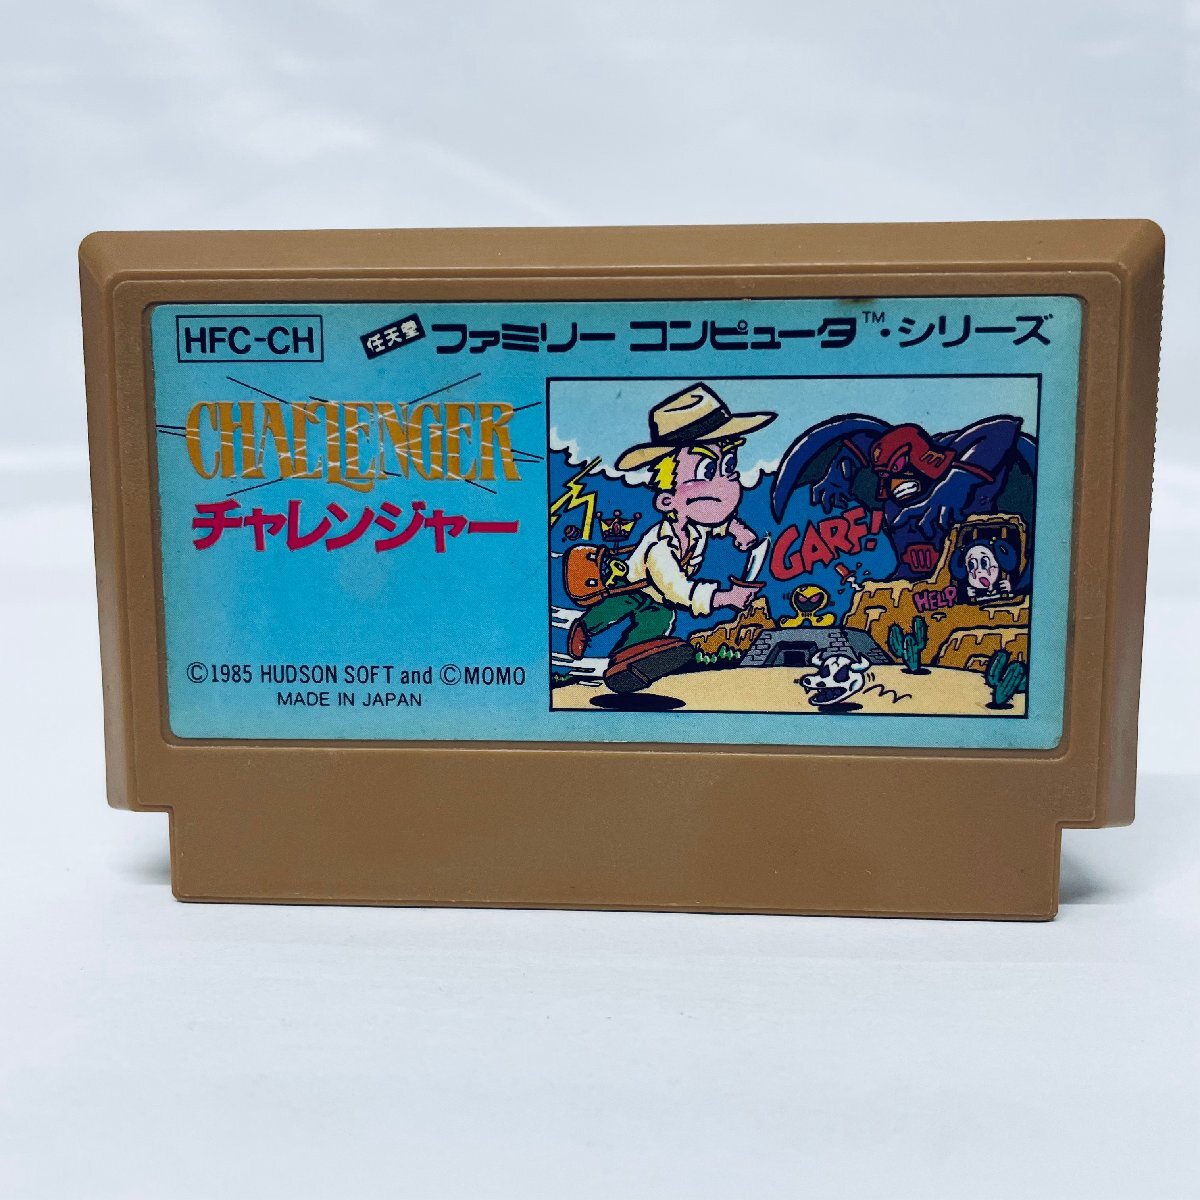 HFC-CH
任天堂 ファミリー コンピュータ™・シリーズ
CHALLENGER
チャレンジャー
GARF!
HELP
©1985 HUDSON SOFT and ©MOMO
MADE IN JAPAN